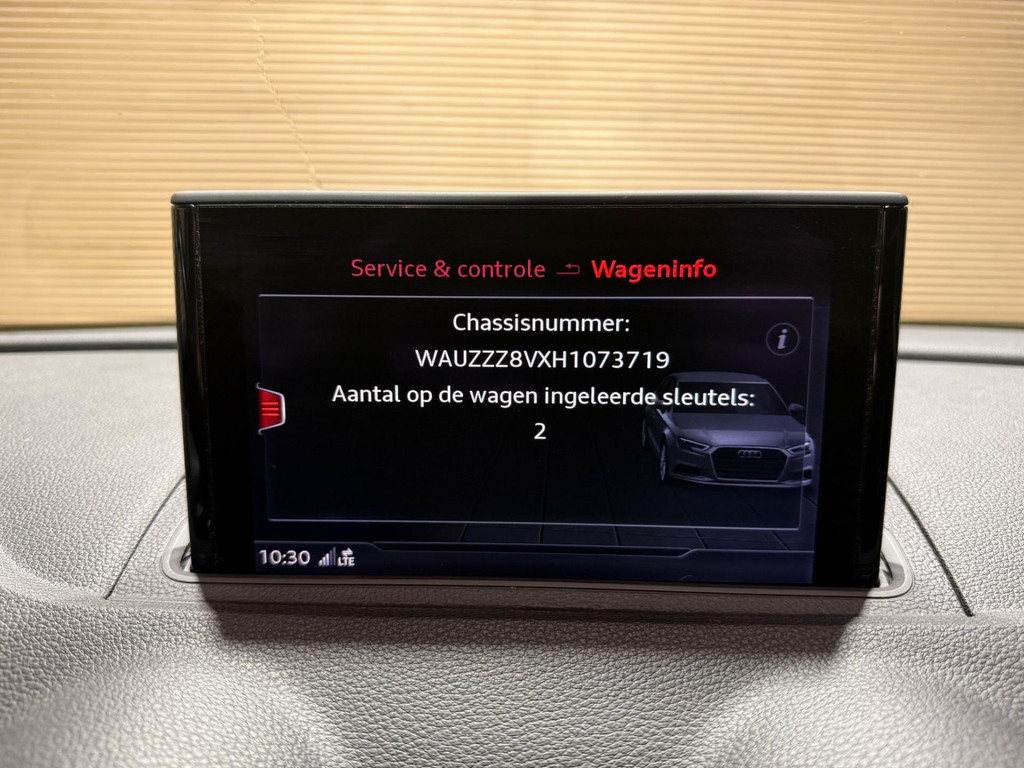 Service & controle Wageninfo
Chassisnummer:
WAUZZZ8VXH1073719
Aantal op de wagen ingeleerde sleutels:
2
10:30 LTE